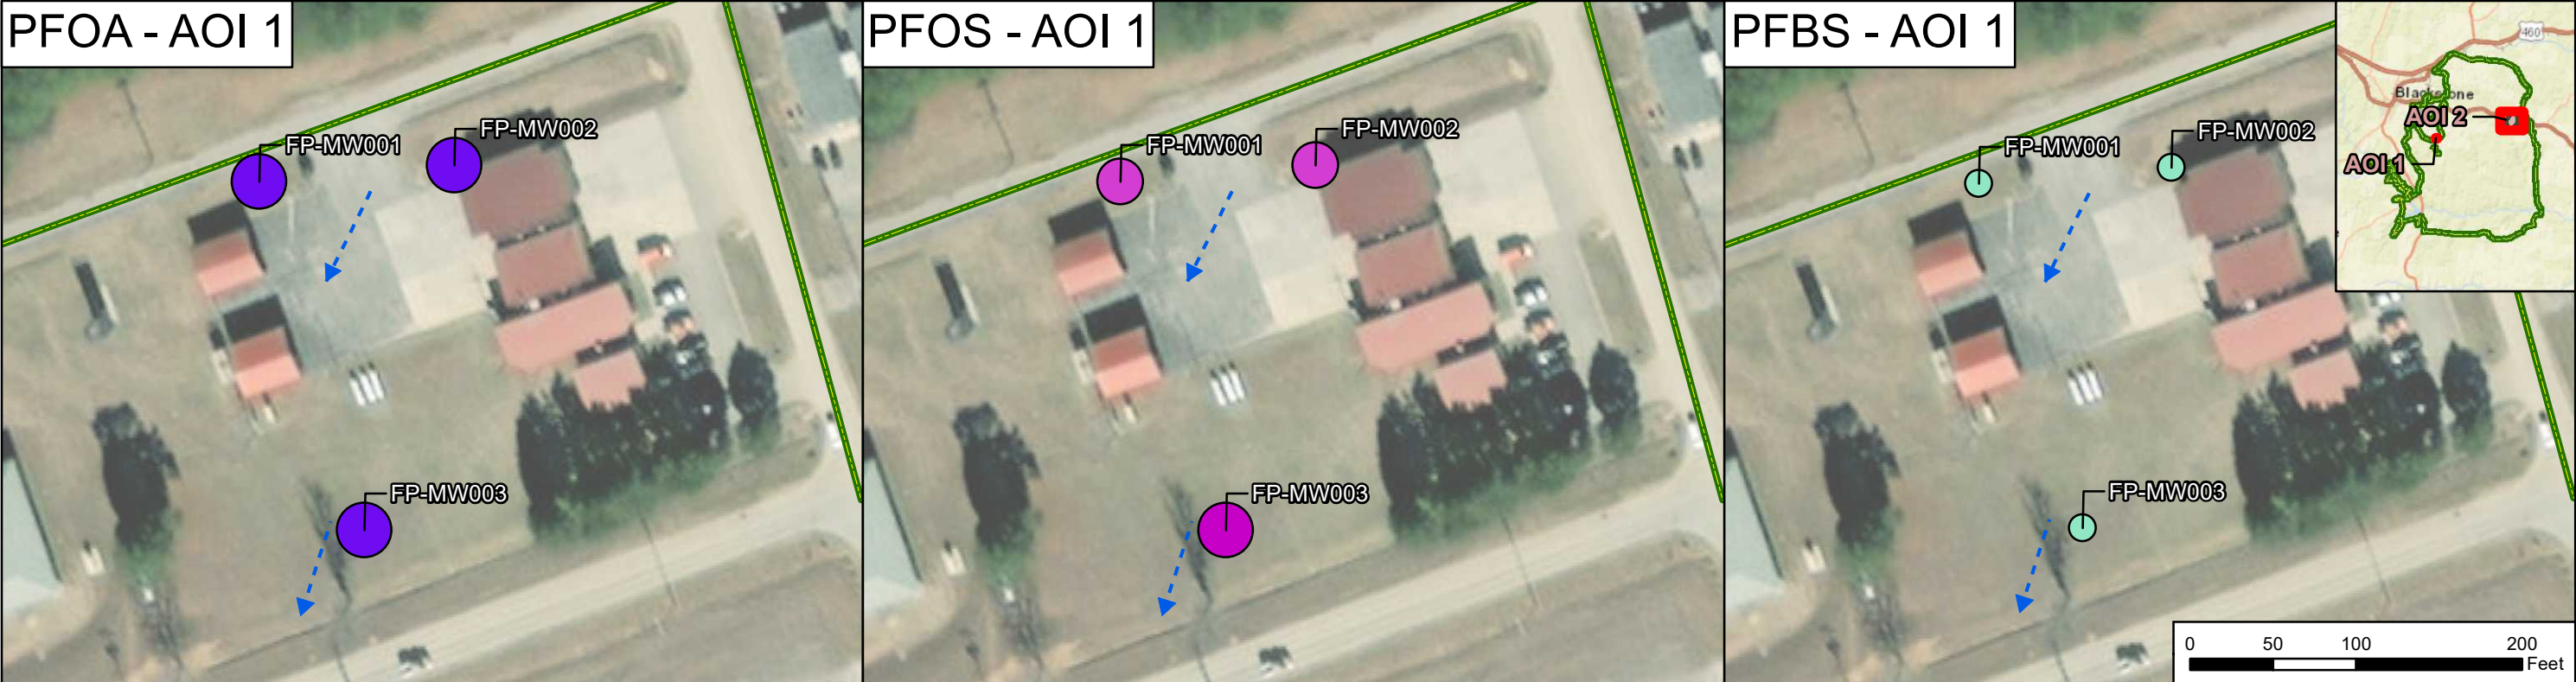 PFOA - AOI 1
FP-MW001
FP-MW002
FP-MW003
PFOS - AOI 1
FP-MW001
FP-MW002
FP-MW003
PFBS - AOI 1
FP-MW001
FP-MW002
FP-MW003
460
Blackstone
AOI 2
AOI 1
0 50 100 200
Feet